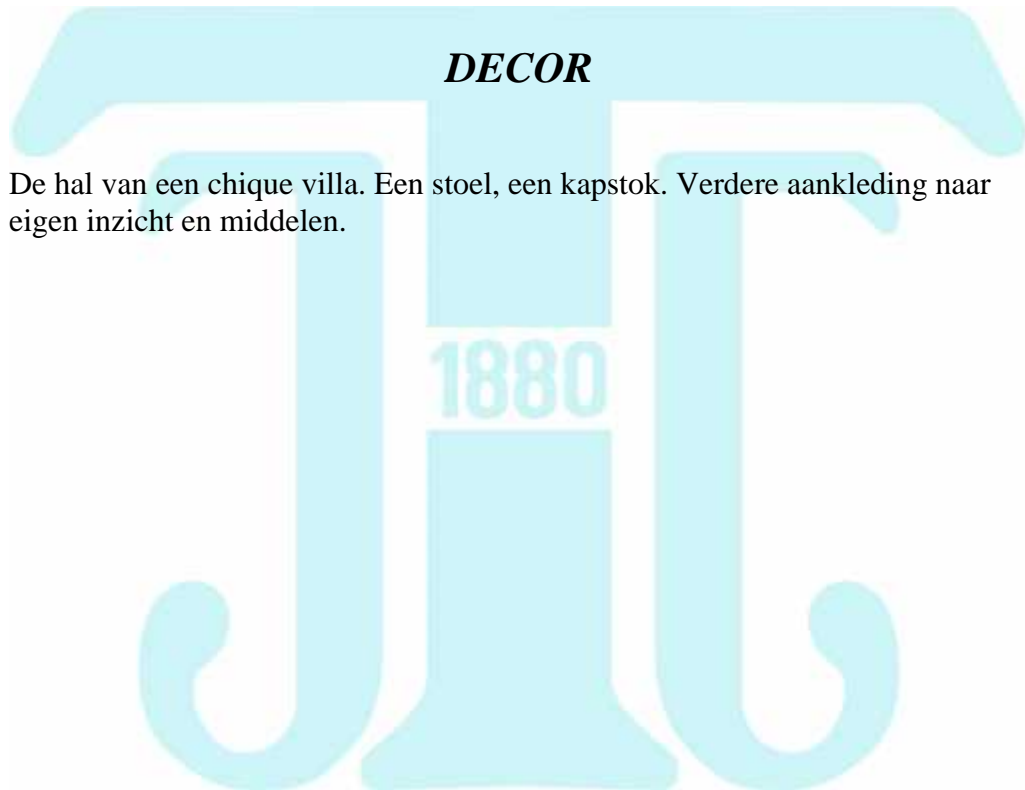 DECOR
De hal van een chique villa. Een stoel, een kapstok. Verdere aankleding naar
eigen inzicht en middelen.
1880